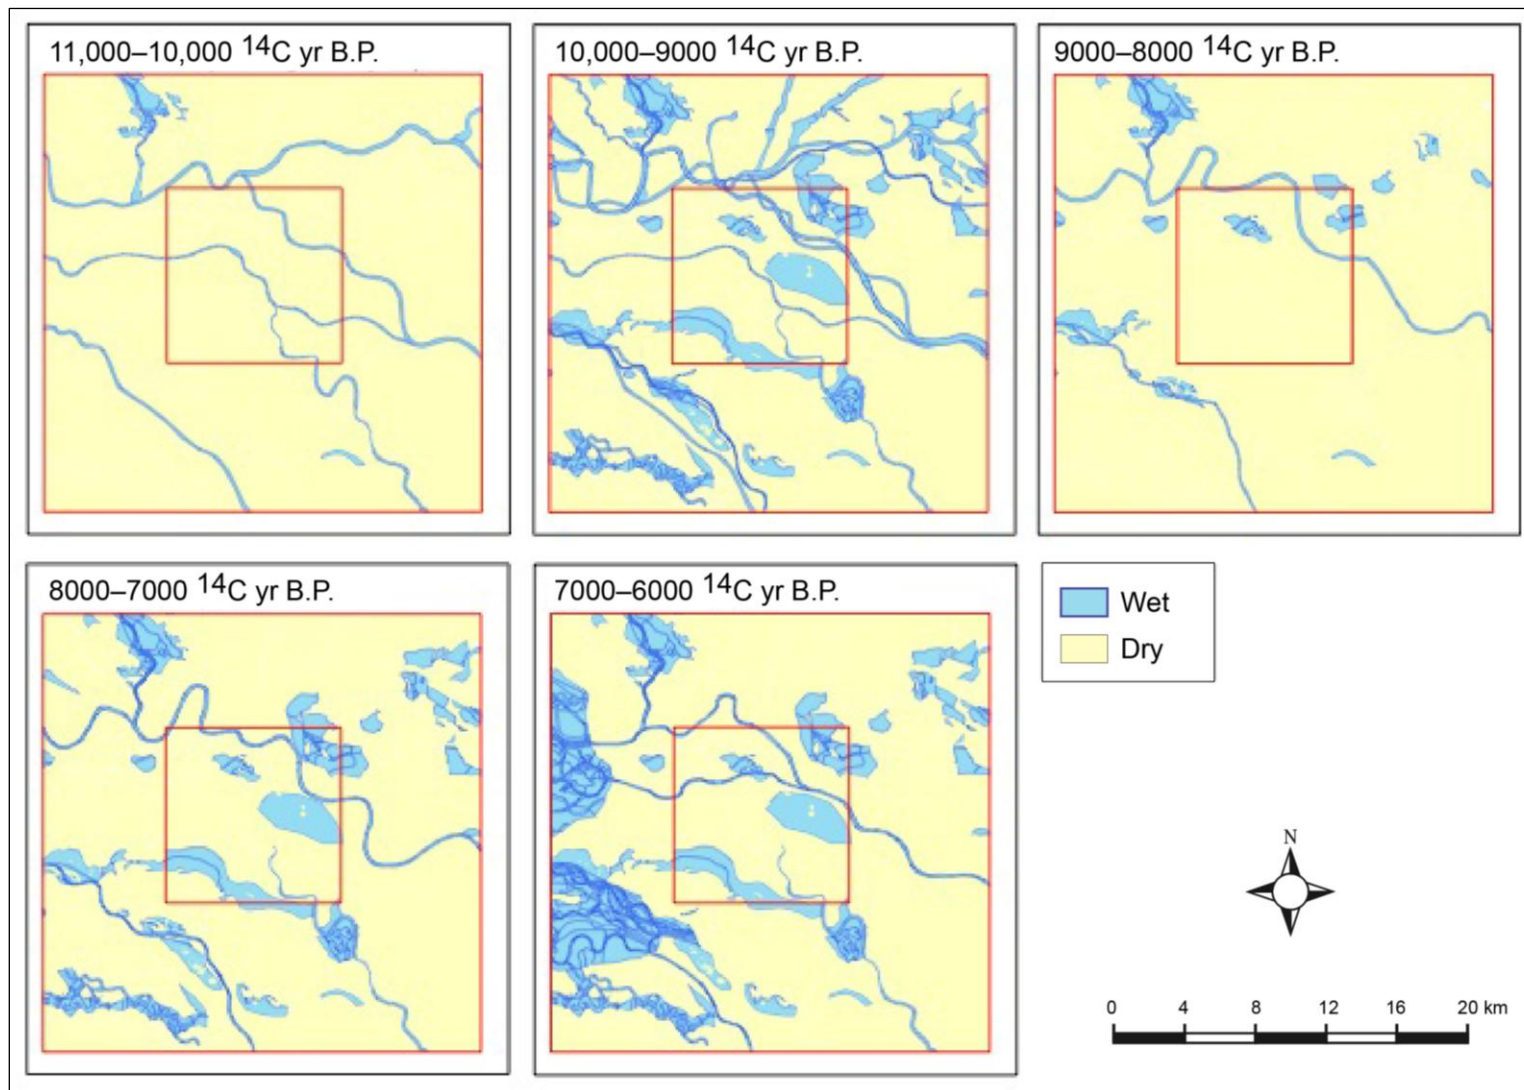 11,000–10,000 14C yr B.P.
10,000–9000 14C yr B.P.
9000–8000 14C yr B.P.
8000–7000 14C yr B.P.
7000–6000 14C yr B.P.
Wet
Dry
N
0 4 8 12 16 20 km